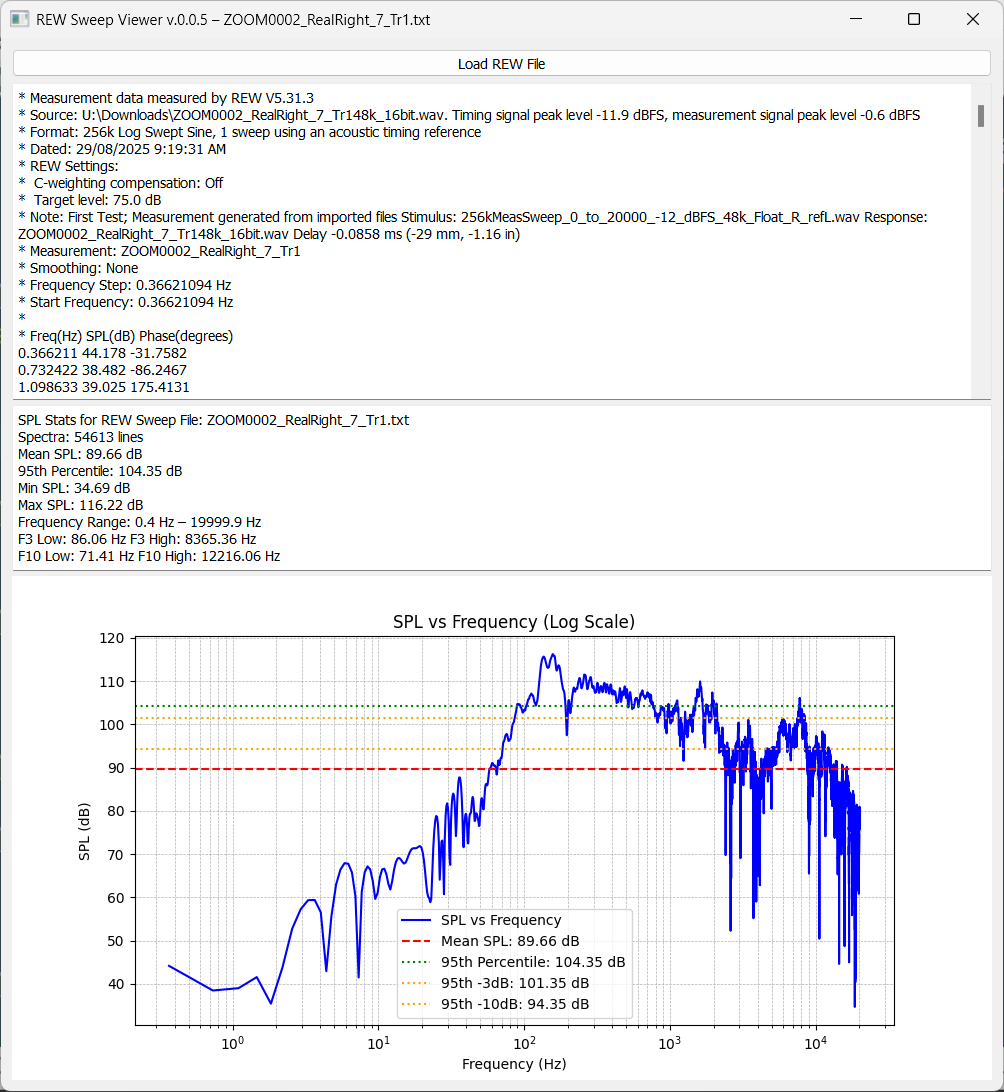 REW Sweep Viewer v.0.0.5 – ZOOM0002_RealRight_7_Tr1.txt
Load REW File
* Measurement data measured by REW V5.31.3
* Source: U:\Downloads\ZOOM0002_RealRight_7_Tr148k_16bit.wav. Timing signal peak level -11.9 dBFS, measurement signal peak level -0.6 dBFS
* Format: 256k Log Swept Sine, 1 sweep using an acoustic timing reference
* Dated: 29/08/2025 9:19:31 AM
* REW Settings:
*  C-weighting compensation: Off
*  Target level: 75.0 dB
* Note: First Test; Measurement generated from imported files Stimulus: 256kMeasSweep_0_to_20000_-12_dBFS_48k_Float_R_refL.wav Response:
ZOOM0002_RealRight_7_Tr148k_16bit.wav Delay -0.0858 ms (-29 mm, -1.16 in)
* Measurement: ZOOM0002_RealRight_7_Tr1
* Smoothing: None
* Frequency Step: 0.36621094 Hz
* Start Frequency: 0.36621094 Hz
*
* Freq(Hz) SPL(dB) Phase(degrees)
0.366211 44.178 -31.7582
0.732422 38.482 -86.2467
1.098633 39.025 175.4131
SPL Stats for REW Sweep File: ZOOM0002_RealRight_7_Tr1.txt
Spectra: 54613 lines
Mean SPL: 89.66 dB
95th Percentile: 104.35 dB
Min SPL: 34.69 dB
Max SPL: 116.22 dB
Frequency Range: 0.4 Hz – 19999.9 Hz
F3 Low: 86.06 Hz F3 High: 8365.36 Hz
F10 Low: 71.41 Hz F10 High: 12216.06 Hz
SPL vs Frequency (Log Scale)
120
110
100
90
80
70
60
50
40
SPL (dB)
SPL vs Frequency
Mean SPL: 89.66 dB
95th Percentile: 104.35 dB
95th -3dB: 101.35 dB
95th -10dB: 94.35 dB
10⁰ 10¹ 10² 10³ 10⁴
Frequency (Hz)